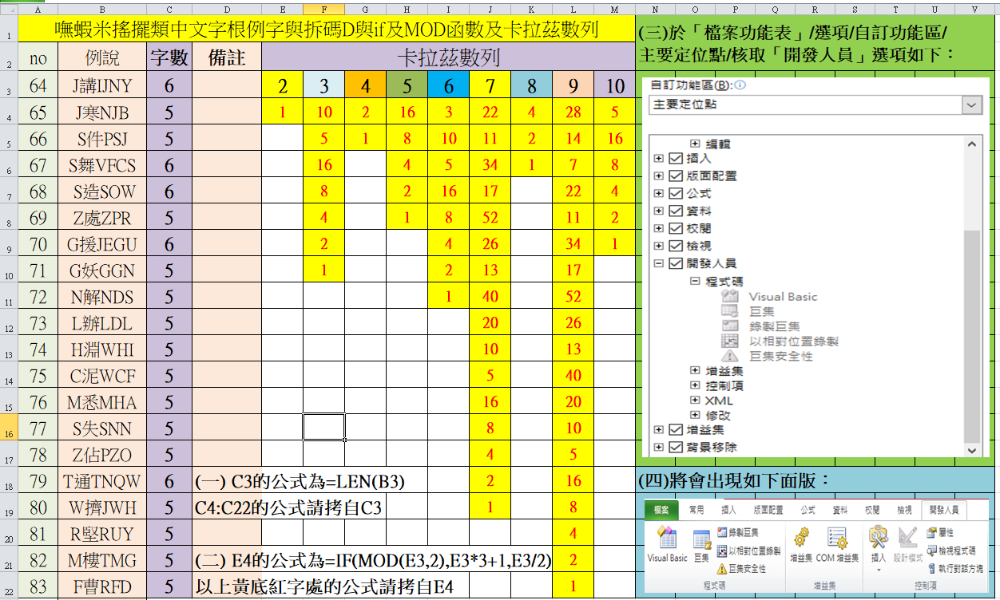 A B C D E F G H I J K L M N O P Q R S T U V
1 嘸蝦米搖擺類中文字根例字與拆碼D與if及MOD函數及卡拉茲數列
2 no 例說 字數 備註 卡拉茲數列
3 64 J講IJNY 6 2 3 4 5 6 7 8 9 10
4 65 J寒NJB 5 1 10 2 16 3 22 4 28 5
5 66 S件PSJ 5 5 1 8 10 11 2 14 16
6 67 S舞VFCS 6 16 4 5 34 1 7 8
7 68 S造SOW 6 8 2 16 17 22 4
8 69 Z處ZPR 5 4 1 8 52 11 2
9 70 G援JEGU 6 2 4 26 34 1
10 71 G妖GGN 5 1 2 13 17
11 72 N解NDS 5 1 40 52
12 73 L辦LDL 5 20 26
13 74 H淵WHI 5 10 13
14 75 C泥WCF 5 5 40
15 76 M悉MHA 5 16 20
16 77 S失SNN 5 8 10
17 78 Z佔PZO 5 4 5
18 79 T通TNQW 6 (一) C3的公式為=LEN(B3) 2 16
19 80 W擠JWH 5 C4:C22的公式請拷自C3 1 8
20 81 R堅RUY 5 4
21 82 M樓TMG 5 (二) E4的公式為=IF(MOD(E3,2),E3*3+1,E3/2) 2
22 83 F曹RFD 5 以上黃底紅字處的公式請拷自E4 1
(三)於「檔案功能表」/選項/自訂功能區/
主要定位點/核取「開發人員」選項如下：
自訂功能區(B):
主要定位點
編輯
插入
版面配置
公式
資料
校閱
檢視
開發人員
程式碼
Visual Basic
巨集
錄製巨集
以相對位置錄製
巨集安全性
增益集
控制項
XML
修改
增益集
背景移除
(四)將會出現如下面版：
檔案 常用 插入 版面配置 公式 資料 校閱 檢視 開發人員
Visual Basic 巨集 錄製巨集 以相對位置錄製 巨集安全性 增益集 COM 增益集 插入 設計模式 屬性 檢視程式碼 執行對話方塊
程式碼 增益集 控制項